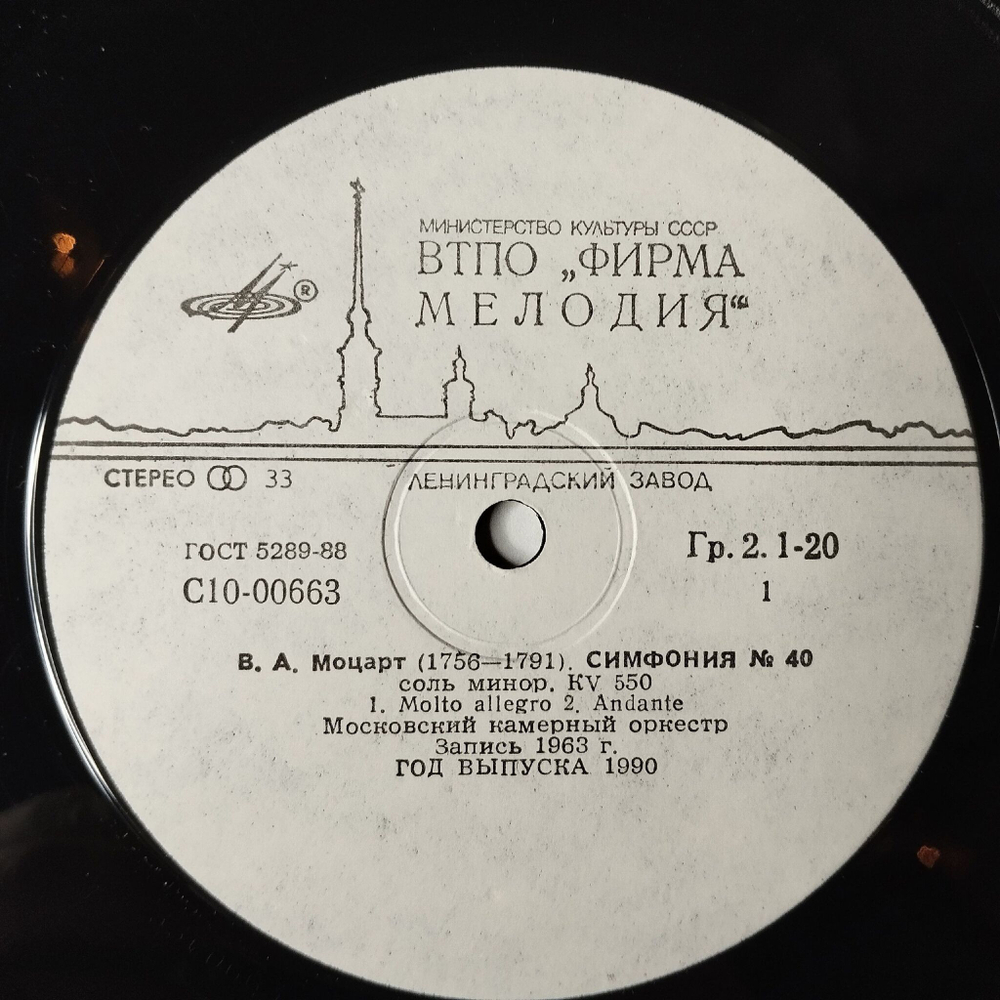 МИНИСТЕРСТВО КУЛЬТУРЫ СССР
ВТПО „ФИРМА
МЕЛОДИЯ“
®
СТЕРЕО 33
ЛЕНИНГРАДСКИЙ ЗАВОД
ГОСТ 5289-88
Гр. 2. 1-20
С10-00663
1
В. А. Моцарт (1756—1791). СИМФОНИЯ № 40
соль минор, KV 550
1. Molto allegro 2. Andante
Московский камерный оркестр
Запись 1963 г.
ГОД ВЫПУСКА 1990